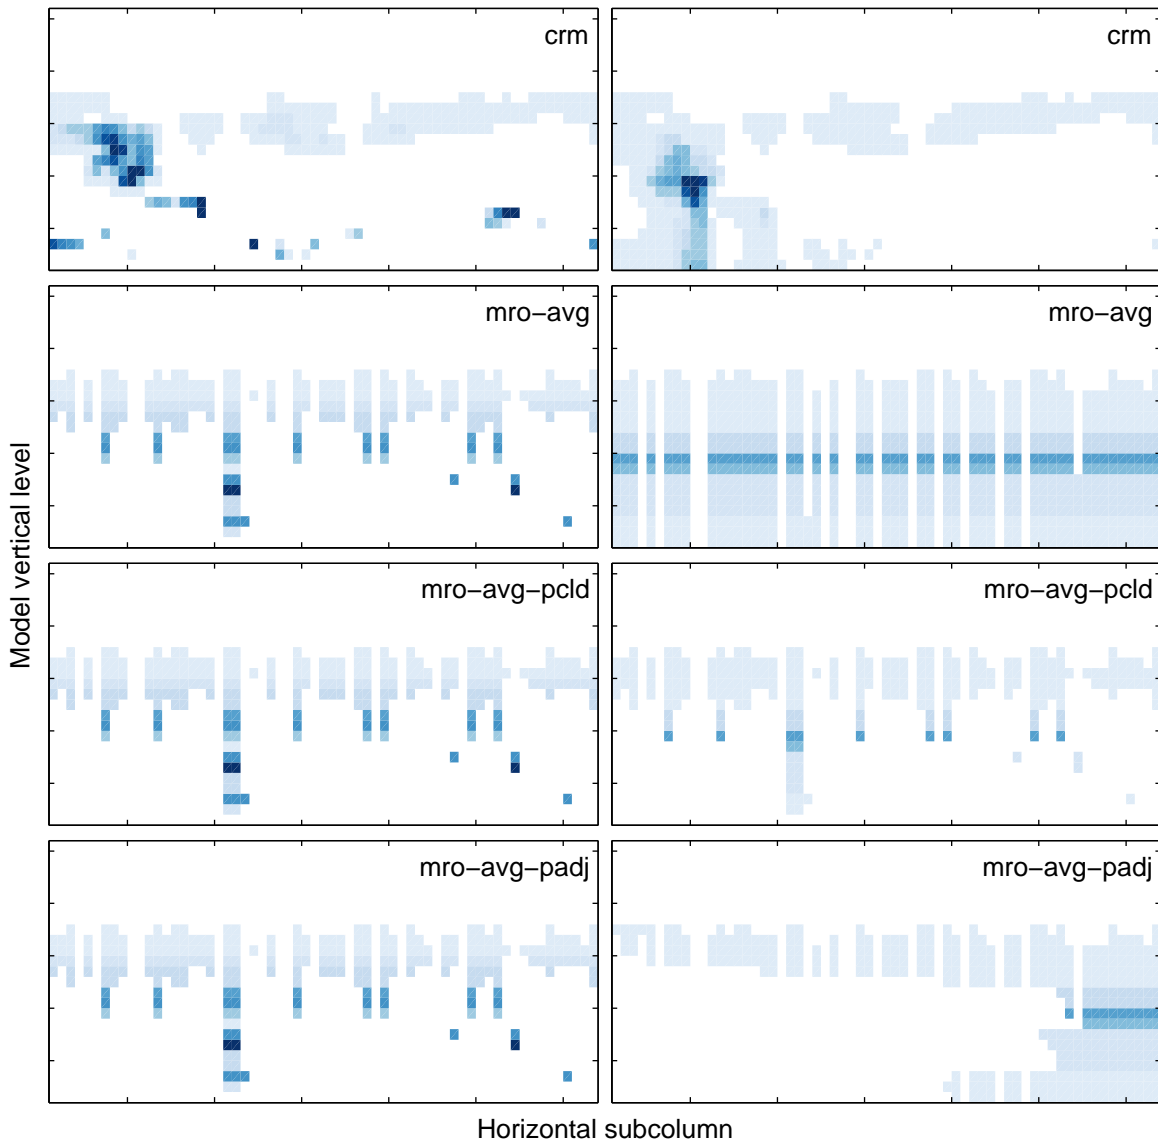 crm
crm
mro−avg
mro−avg
mro−avg−pcld
mro−avg−pcld
mro−avg−padj
mro−avg−padj
Model vertical level
Horizontal subcolumn